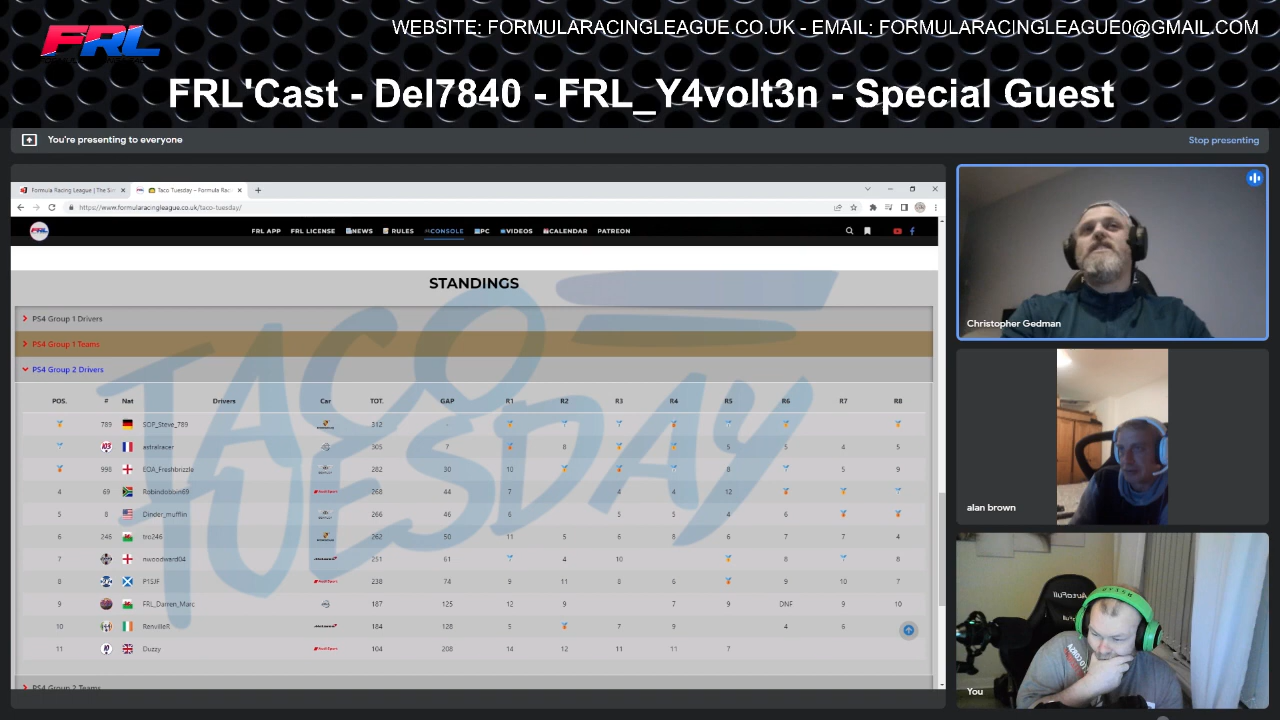 WEBSITE: FORMULARACINGLEAGUE.CO.UK - EMAIL: FORMULARACINGLEAGUE0@GMAIL.COM
FRL
FRL'Cast - Del7840 - FRL_Y4volt3n - Special Guest
You're presenting to everyone
Stop presenting
Formula Racing League | The Sim
Taco Tuesday – Formula Rac
https://www.formularacingleague.co.uk/taco-tuesday/
FRL
FRL APP FRL LICENSE NEWS RULES CONSOLE PC VIDEOS CALENDAR PATREON
STANDINGS
TACO TUESDAY
PS4 Group 1 Drivers
PS4 Group 1 Teams
PS4 Group 2 Drivers
POS. # Nat Drivers Car TOT. GAP R1 R2 R3 R4 R5 R6 R7 R8
789 SOP_Steve_789 312 -
astralracer 305 7 8 5 5 4 5
998 EOA_Freshbrizzle 282 30 10 8 5 9
4 69 Robindobbin69 268 44 7 4 4 12
5 8 Dinder_mufflin 266 46 6 5 5 4 6
6 246 tro246 262 50 11 5 6 8 6 7 7 4
7 nwoodward04 251 61 4 10 8 8
8 P1SJF 238 74 9 11 8 6 9 10 7
9 FRL_Darren_Marc 187 125 12 9 7 9 DNF 9 10
10 RenvilleR 184 128 5 7 9 4 6
11 Duzzy 104 208 14 12 11 11 7
PS4 Group 2 Teams
Christopher Gedman
alan brown
You